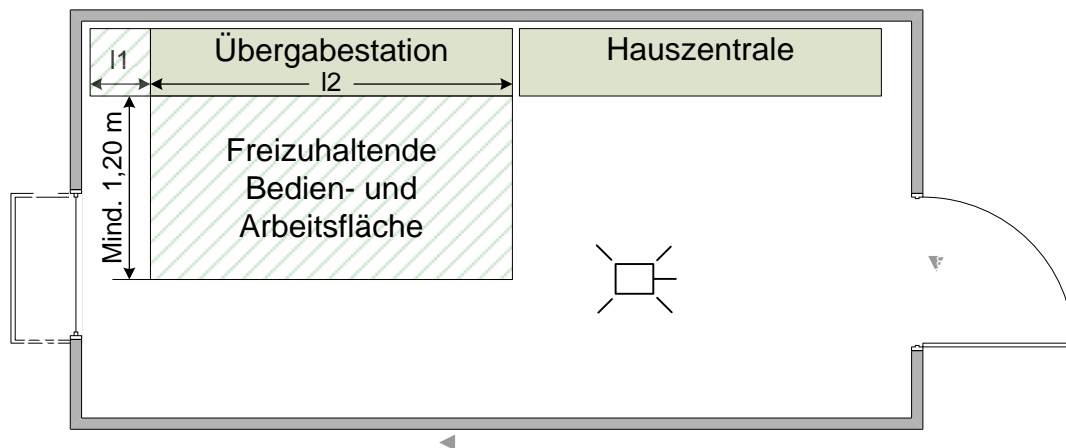 l1
Übergabestation
l2
Hauszentrale
Mind. 1,20 m
Freizuhaltende
Bedien- und
Arbeitsfläche